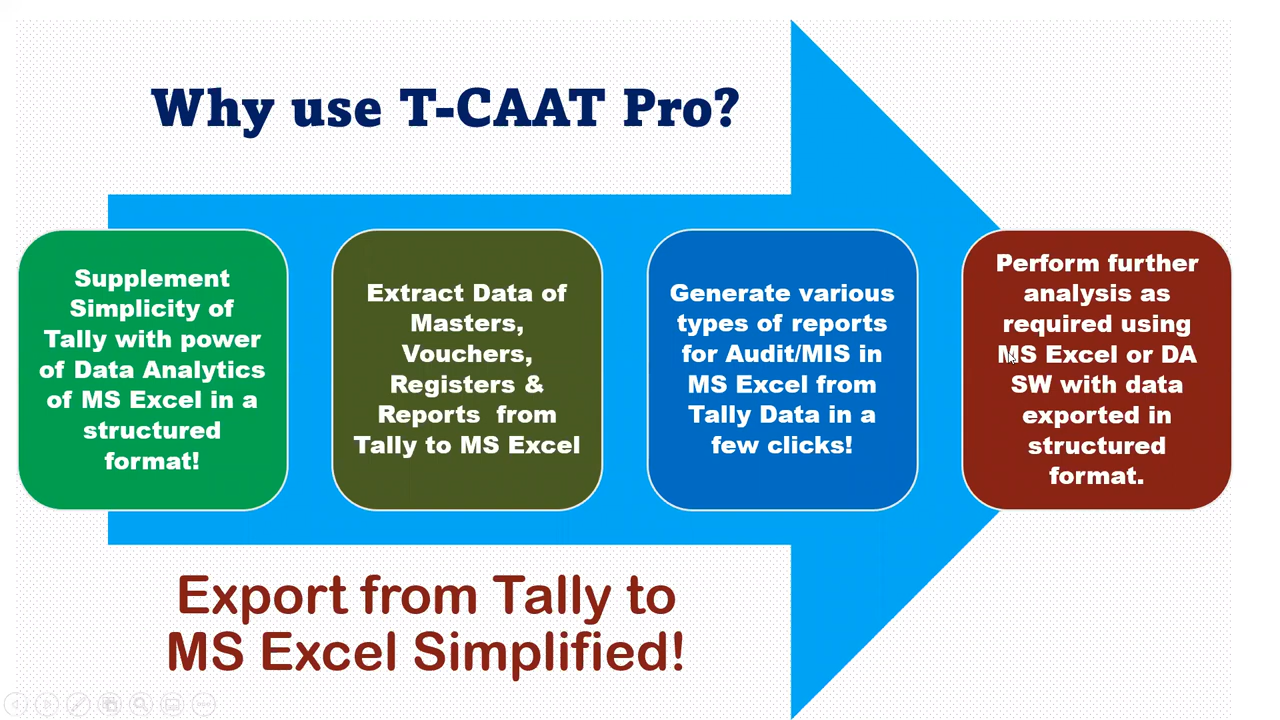 Why use T-CAAT Pro?
Supplement
Simplicity of
Tally with power
of Data Analytics
of MS Excel in a
structured
format!
Extract Data of
Masters,
Vouchers,
Registers &
Reports from
Tally to MS Excel
Generate various
types of reports
for Audit/MIS in
MS Excel from
Tally Data in a
few clicks!
Perform further
analysis as
required using
MS Excel or DA
SW with data
exported in
structured
format.
Export from Tally to
MS Excel Simplified!